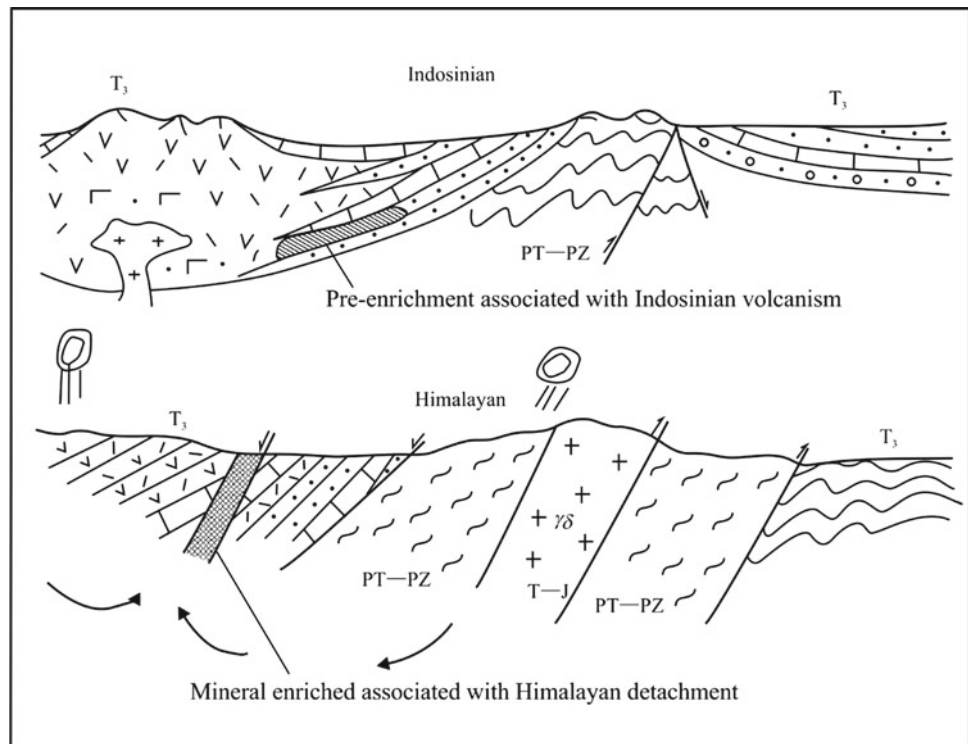 Indosinian
T₃
T₃
PT—PZ
Pre-enrichment associated with Indosinian volcanism
Himalayan
T₃
T₃
γδ
PT—PZ
T—J
PT—PZ
Mineral enriched associated with Himalayan detachment